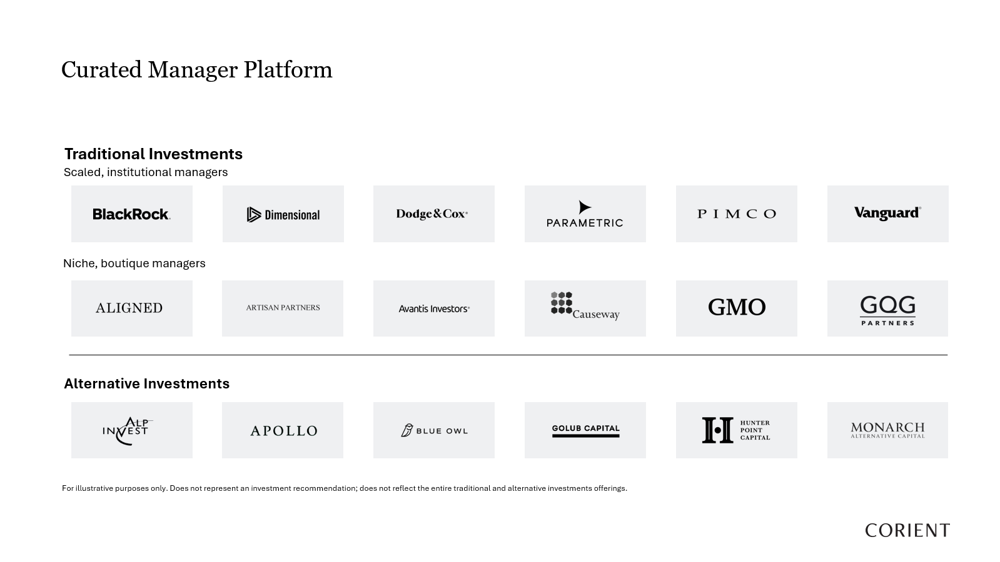 Curated Manager Platform
Traditional Investments
Scaled, institutional managers
BlackRock.
Dimensional
Dodge&Cox®
PARAMETRIC
PIMCO
Vanguard®
Niche, boutique managers
ALIGNED
ARTISAN PARTNERS
Avantis Investors®
Causeway
GMO
GQG
PARTNERS
Alternative Investments
ALP
INVEST
APOLLO
BLUE OWL
GOLUB CAPITAL
H
HUNTER
POINT
CAPITAL
MONARCH
ALTERNATIVE CAPITAL
For illustrative purposes only. Does not represent an investment recommendation; does not reflect the entire traditional and alternative investments offerings.
CORIENT